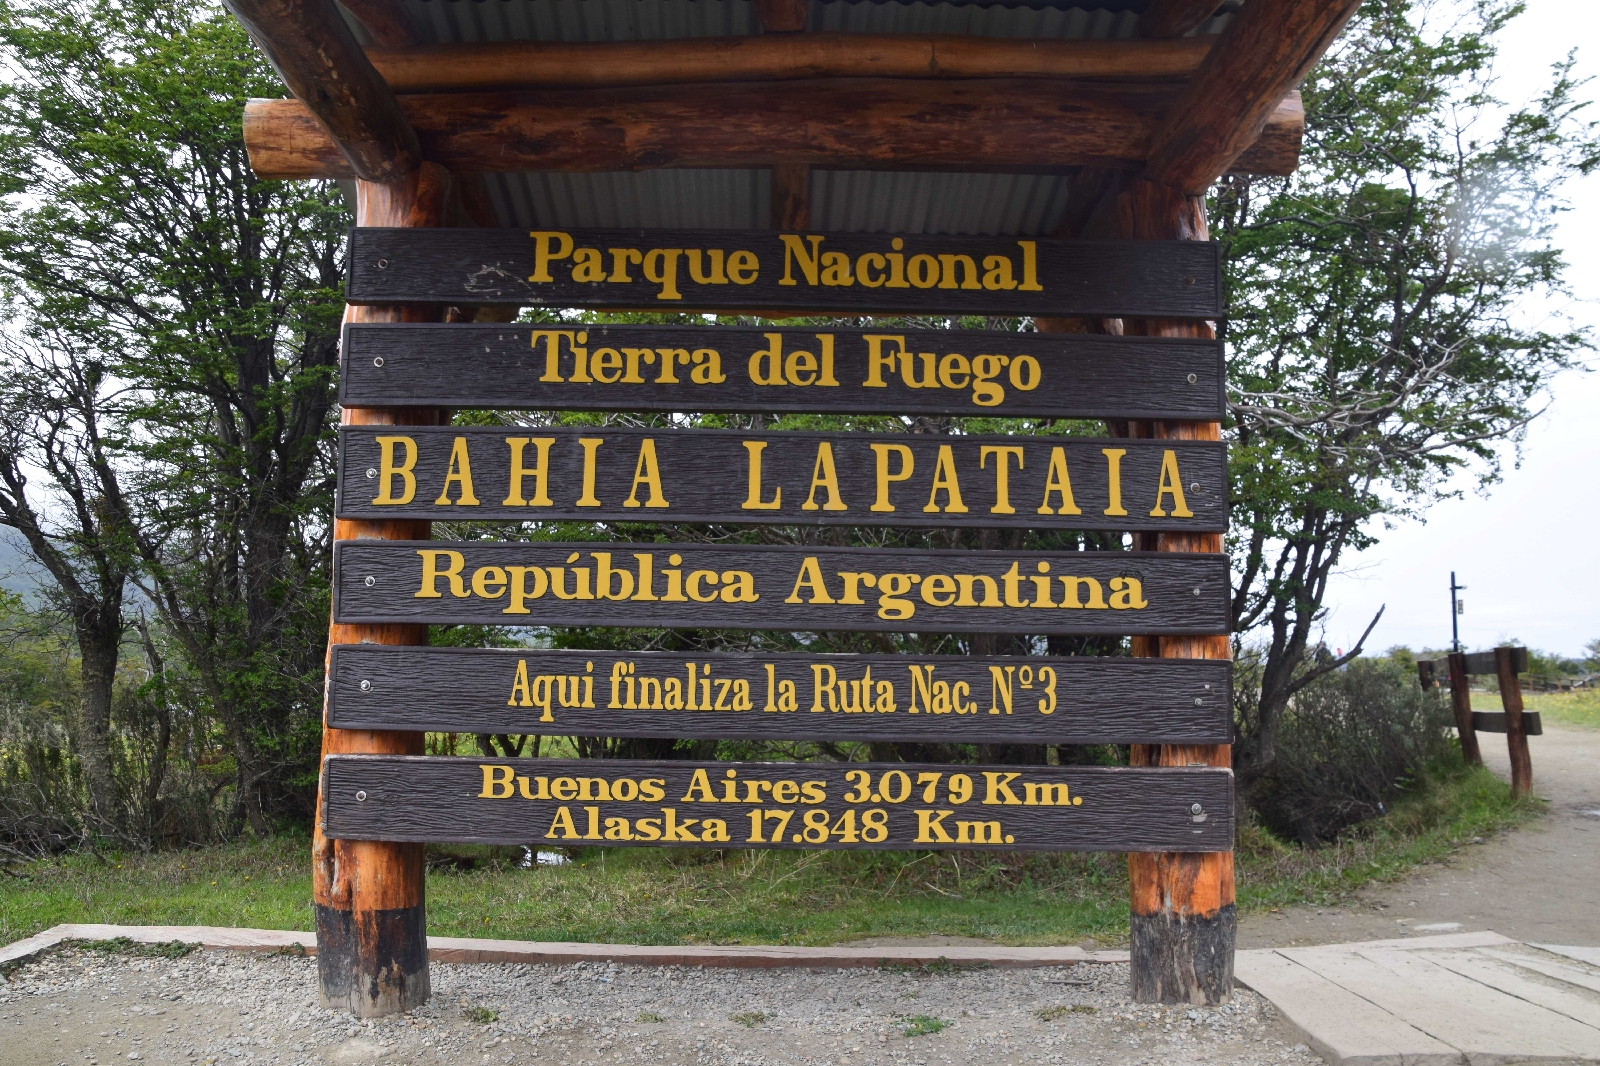 Parque Nacional
Tierra del Fuego
BAHIA LAPATAIA
República Argentina
Aqui finaliza la Ruta Nac. Nº3
Buenos Aires 3.079 Km.
Alaska 17.848 Km.